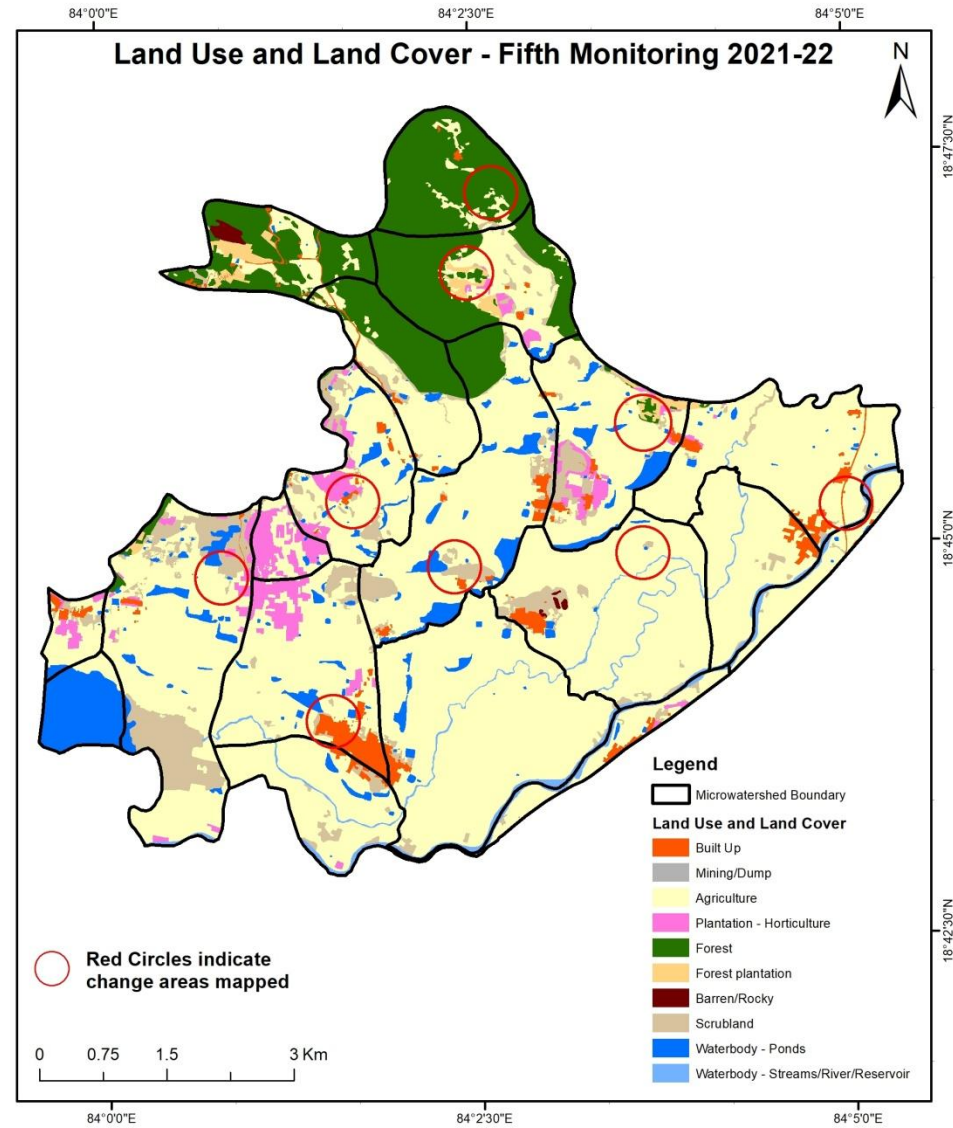 84°0'0"E
84°2'30"E
84°5'0"E
Land Use and Land Cover - Fifth Monitoring 2021-22
N
18°47'30"N
18°45'0"N
18°42'30"N
Legend
Microwatershed Boundary
Land Use and Land Cover
Built Up
Mining/Dump
Agriculture
Plantation - Horticulture
Forest
Forest plantation
Barren/Rocky
Scrubland
Waterbody - Ponds
Waterbody - Streams/River/Reservoir
Red Circles indicate
change areas mapped
0 0.75 1.5 3 Km
84°0'0"E
84°2'30"E
84°5'0"E